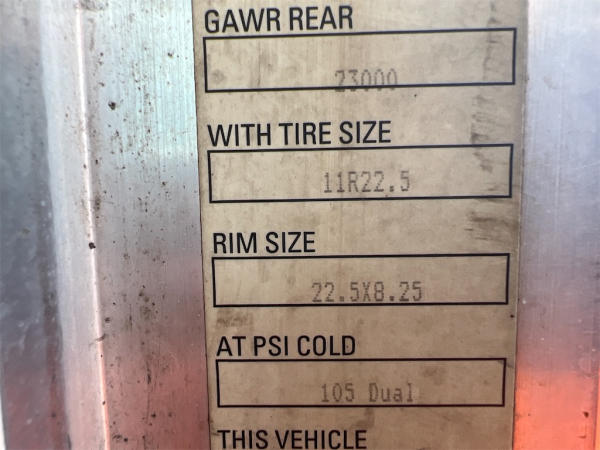 GAWR REAR
23000
WITH TIRE SIZE
11R22.5
RIM SIZE
22.5X8.25
AT PSI COLD
105 Dual
THIS VEHICLE